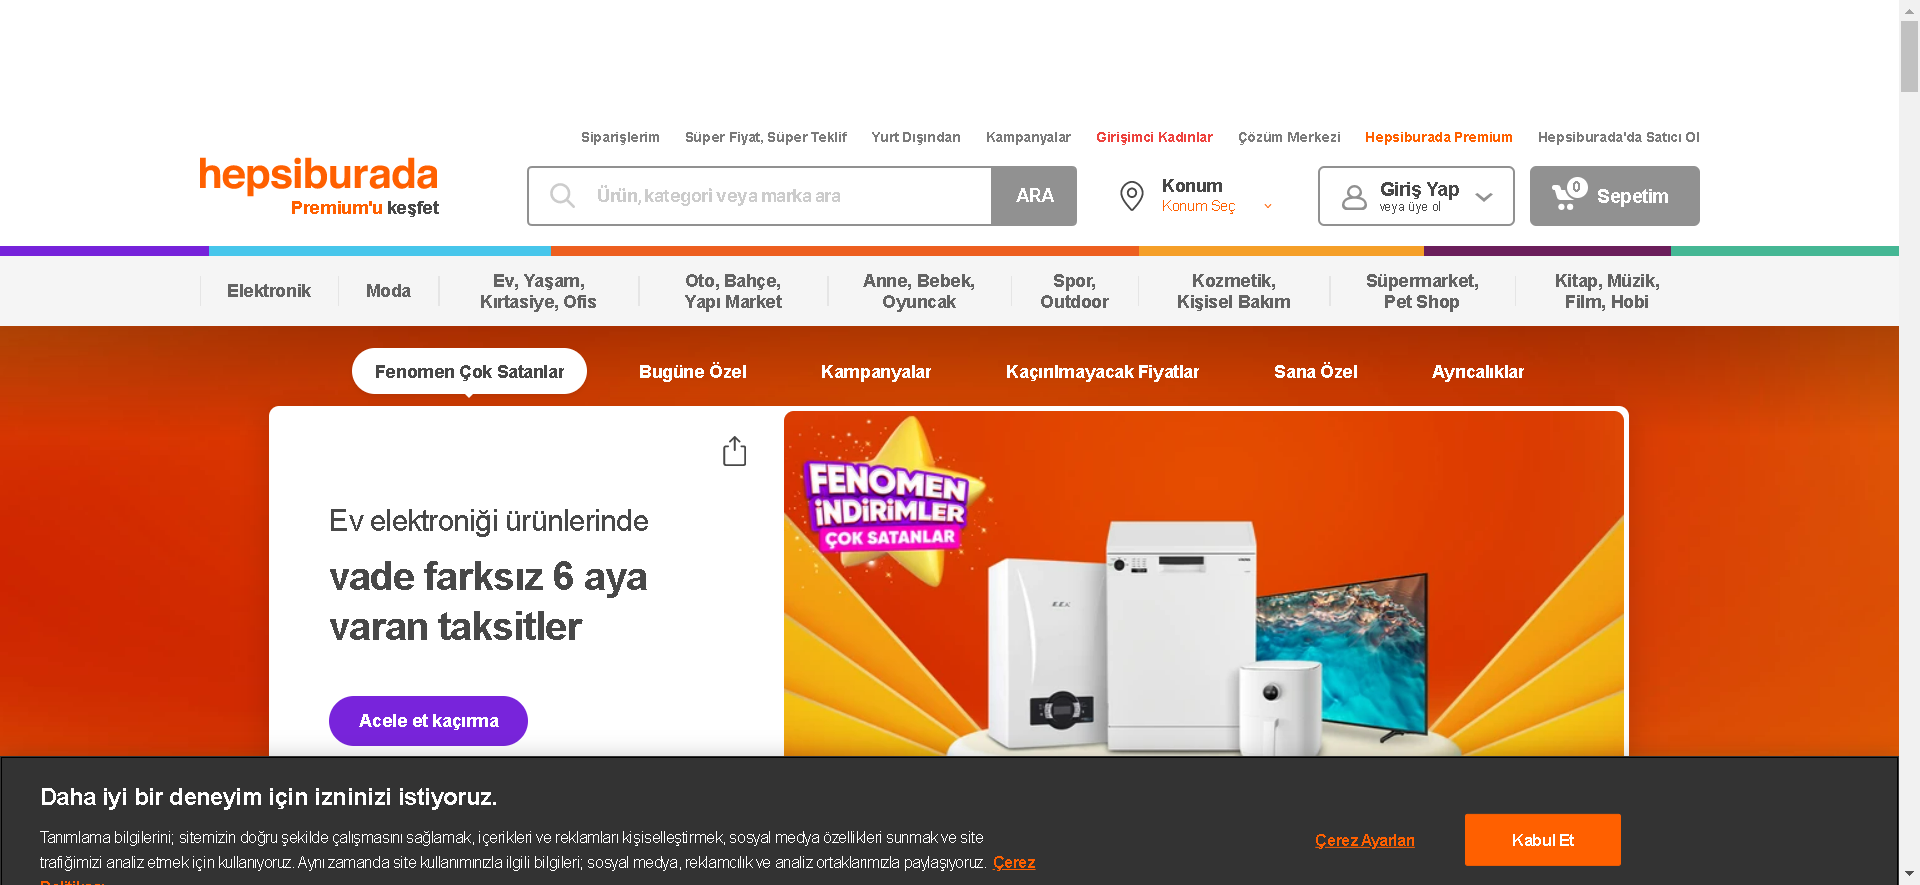 Siparişlerim Süper Fiyat, Süper Teklif Yurt Dışından Kampanyalar Girişimci Kadınlar Çözüm Merkezi Hepsiburada Premium Hepsiburada'da Satıcı Ol
hepsiburada
Premium'u keşfet
Ürün, kategori veya marka ara
ARA
Konum
Konum Seç
Giriş Yap
veya üye ol
0
Sepetim
Elektronik
Moda
Ev, Yaşam,
Kırtasiye, Ofis
Oto, Bahçe,
Yapı Market
Anne, Bebek,
Oyuncak
Spor,
Outdoor
Kozmetik,
Kişisel Bakım
Süpermarket,
Pet Shop
Kitap, Müzik,
Film, Hobi
Fenomen Çok Satanlar Bugüne Özel Kampanyalar Kaçırılmayacak Fiyatlar Sana Özel Ayrıcalıklar
Ev elektroniği ürünlerinde
vade farksız 6 aya
varan taksitler
Acele et kaçırma
FENOMEN
İNDİRİMLER
ÇOK SATANLAR
Daha iyi bir deneyim için izninizi istiyoruz.
Tanımlama bilgilerini; sitemizin doğru şekilde çalışmasını sağlamak, içerikleri ve reklamları kişiselleştirmek, sosyal medya özellikleri sunmak ve site
trafiğimizi analiz etmek için kullanıyoruz. Aynı zamanda site kullanımınızla ilgili bilgileri; sosyal medya, reklamcılık ve analiz ortaklarımızla paylaşıyoruz. Çerez
Çerez Ayarları
Kabul Et